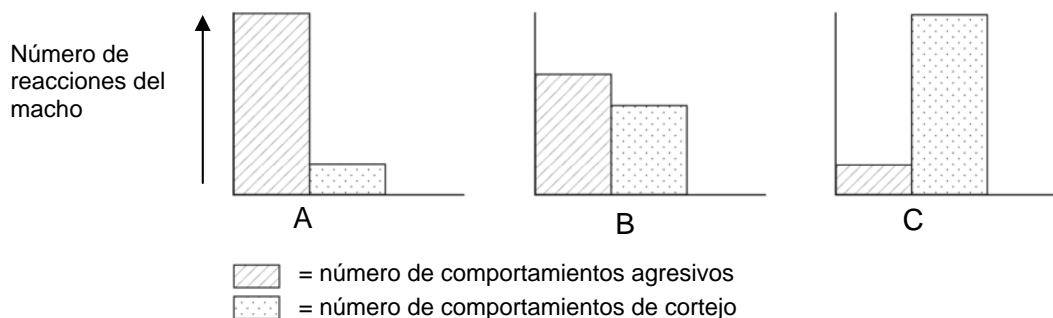 Número de
reacciones del
macho
A
B
C
= número de comportamientos agresivos
= número de comportamientos de cortejo